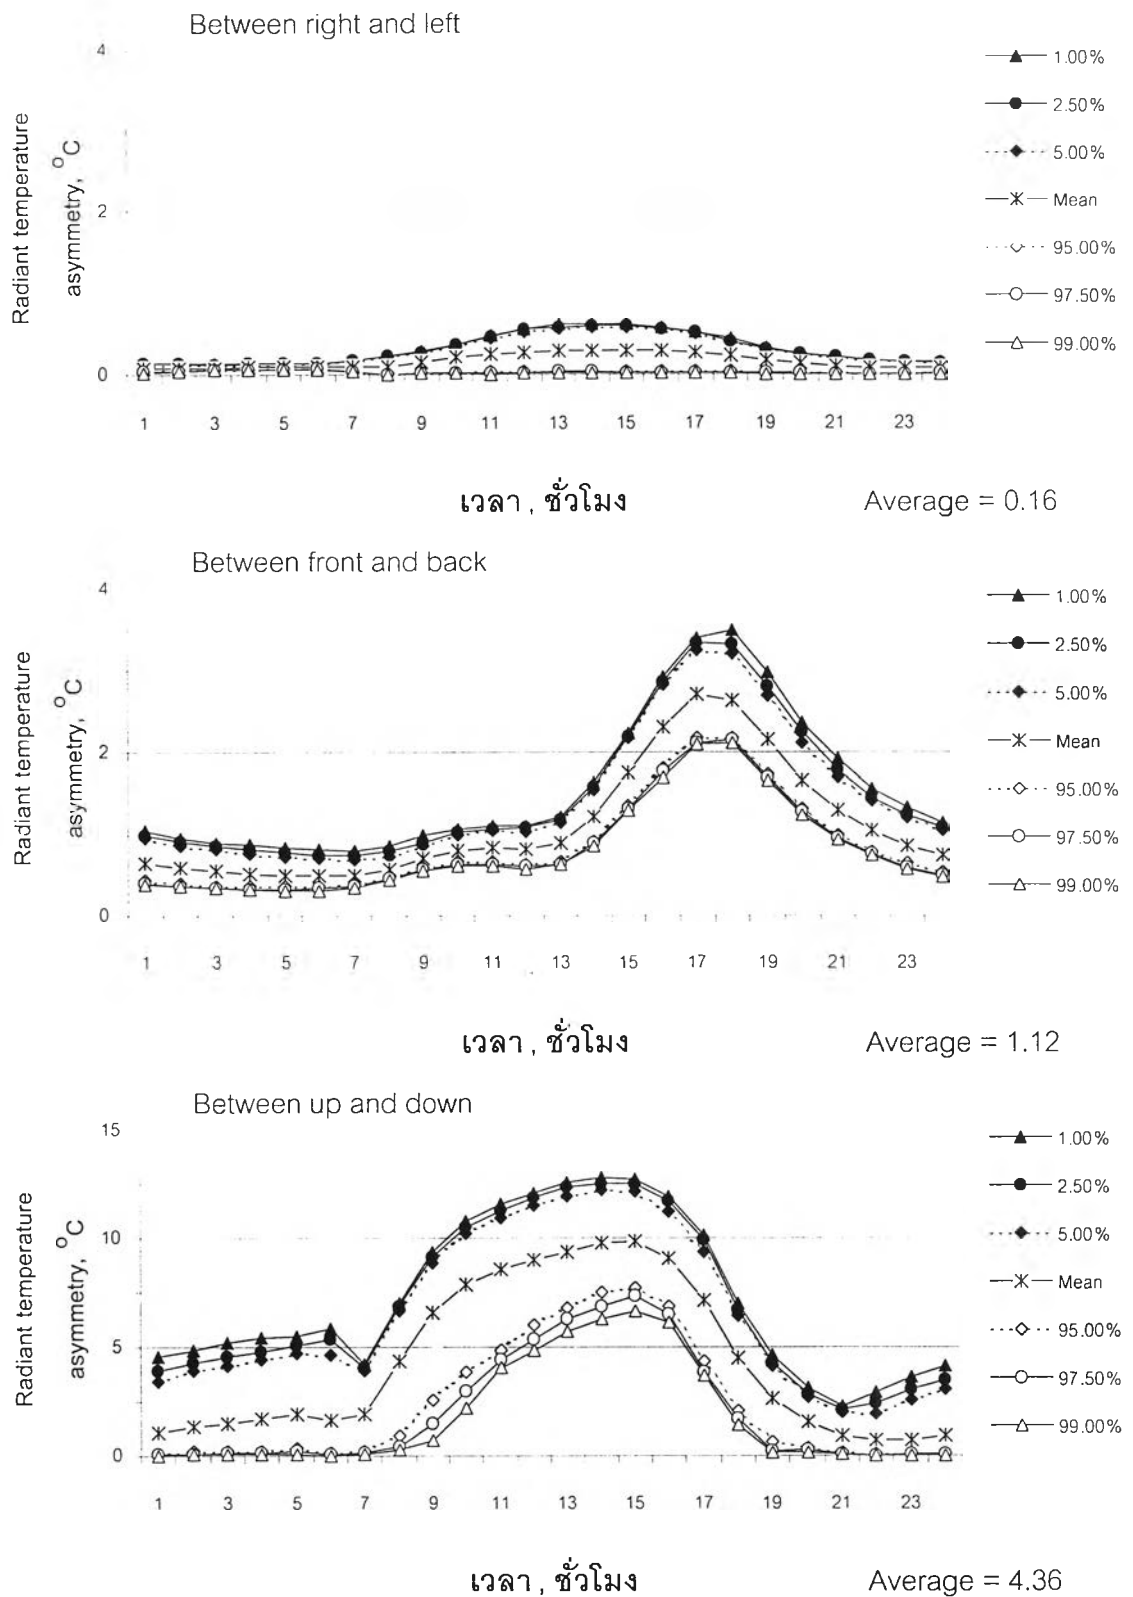 Between right and left
4
2
0
Radiant temperature
asymmetry, °C
1 3 5 7 9 11 13 15 17 19 21 23
1.00%
2.50%
5.00%
Mean
95.00%
97.50%
99.00%
เวลา , ชั่วโมง
Average = 0.16
Between front and back
4
2
0
Radiant temperature
asymmetry, °C
1 3 5 7 9 11 13 15 17 19 21 23
1.00%
2.50%
5.00%
Mean
95.00%
97.50%
99.00%
เวลา , ชั่วโมง
Average = 1.12
Between up and down
15
10
5
0
Radiant temperature
asymmetry, °C
1 3 5 7 9 11 13 15 17 19 21 23
1.00%
2.50%
5.00%
Mean
95.00%
97.50%
99.00%
เวลา , ชั่วโมง
Average = 4.36